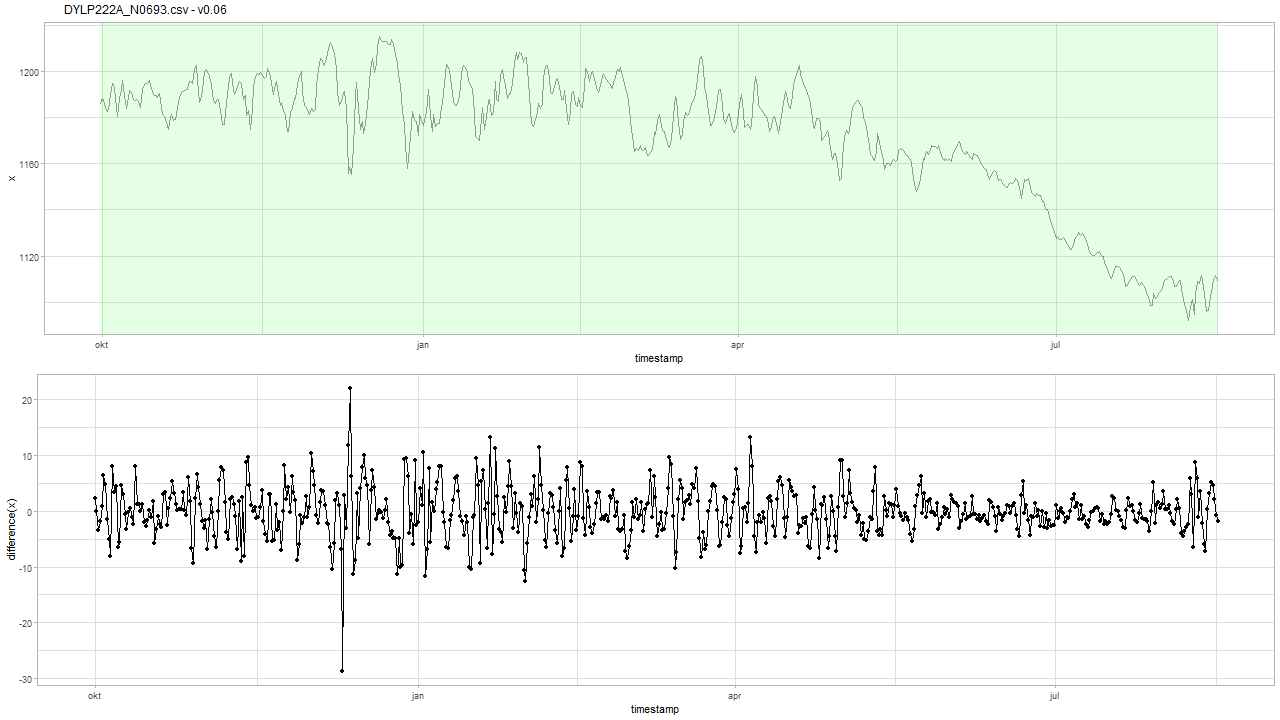 DYLP222A_N0693.csv - v0.06
1200
1160
1120
x
okt
jan
apr
jul
timestamp
20
10
0
-10
-20
-30
difference(x)
okt
jan
apr
jul
timestamp